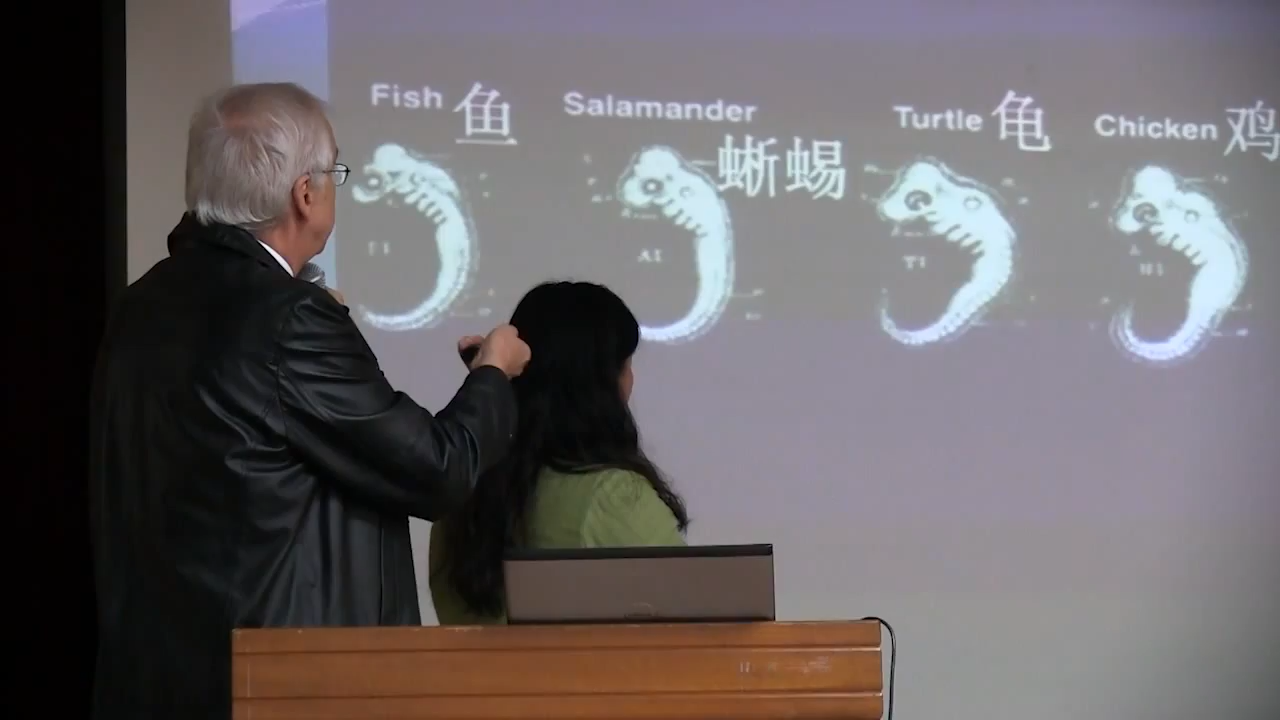 Fish 鱼
Salamander
蜥蜴
Turtle 龟
Chicken 鸡